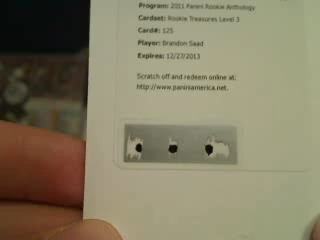 Program: 2011 Panini Rookie Anthology
Cardset: Rookie Treasures Level 3
Card#: 125
Player: Brandon Saad
Expires: 12/27/2013
Scratch off and redeem online at:
http://www.paniniamerica.net.